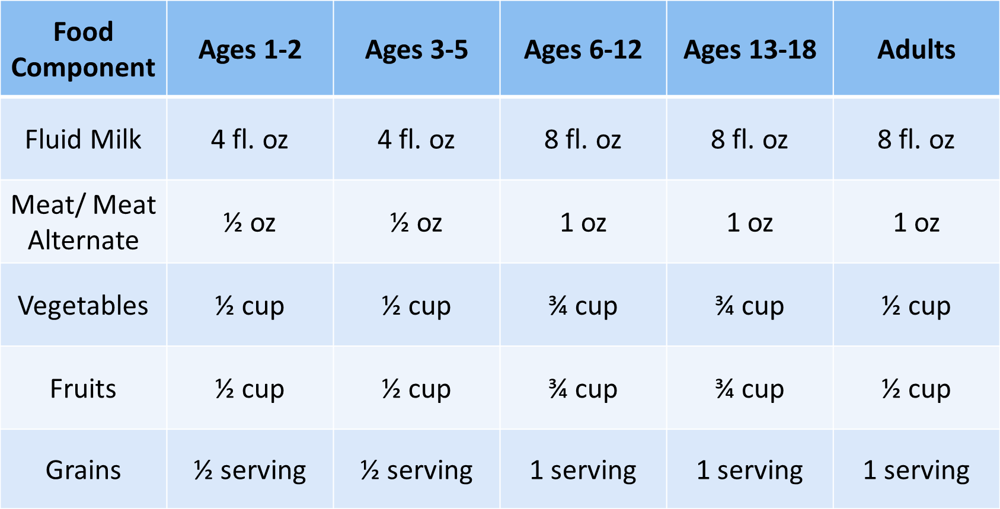 Food Component Ages 1-2 Ages 3-5 Ages 6-12 Ages 13-18 Adults
Fluid Milk 4 fl. oz 4 fl. oz 8 fl. oz 8 fl. oz 8 fl. oz
Meat/ Meat Alternate ½ oz ½ oz 1 oz 1 oz 1 oz
Vegetables ½ cup ½ cup ¾ cup ¾ cup ½ cup
Fruits ½ cup ½ cup ¾ cup ¾ cup ½ cup
Grains ½ serving ½ serving 1 serving 1 serving 1 serving